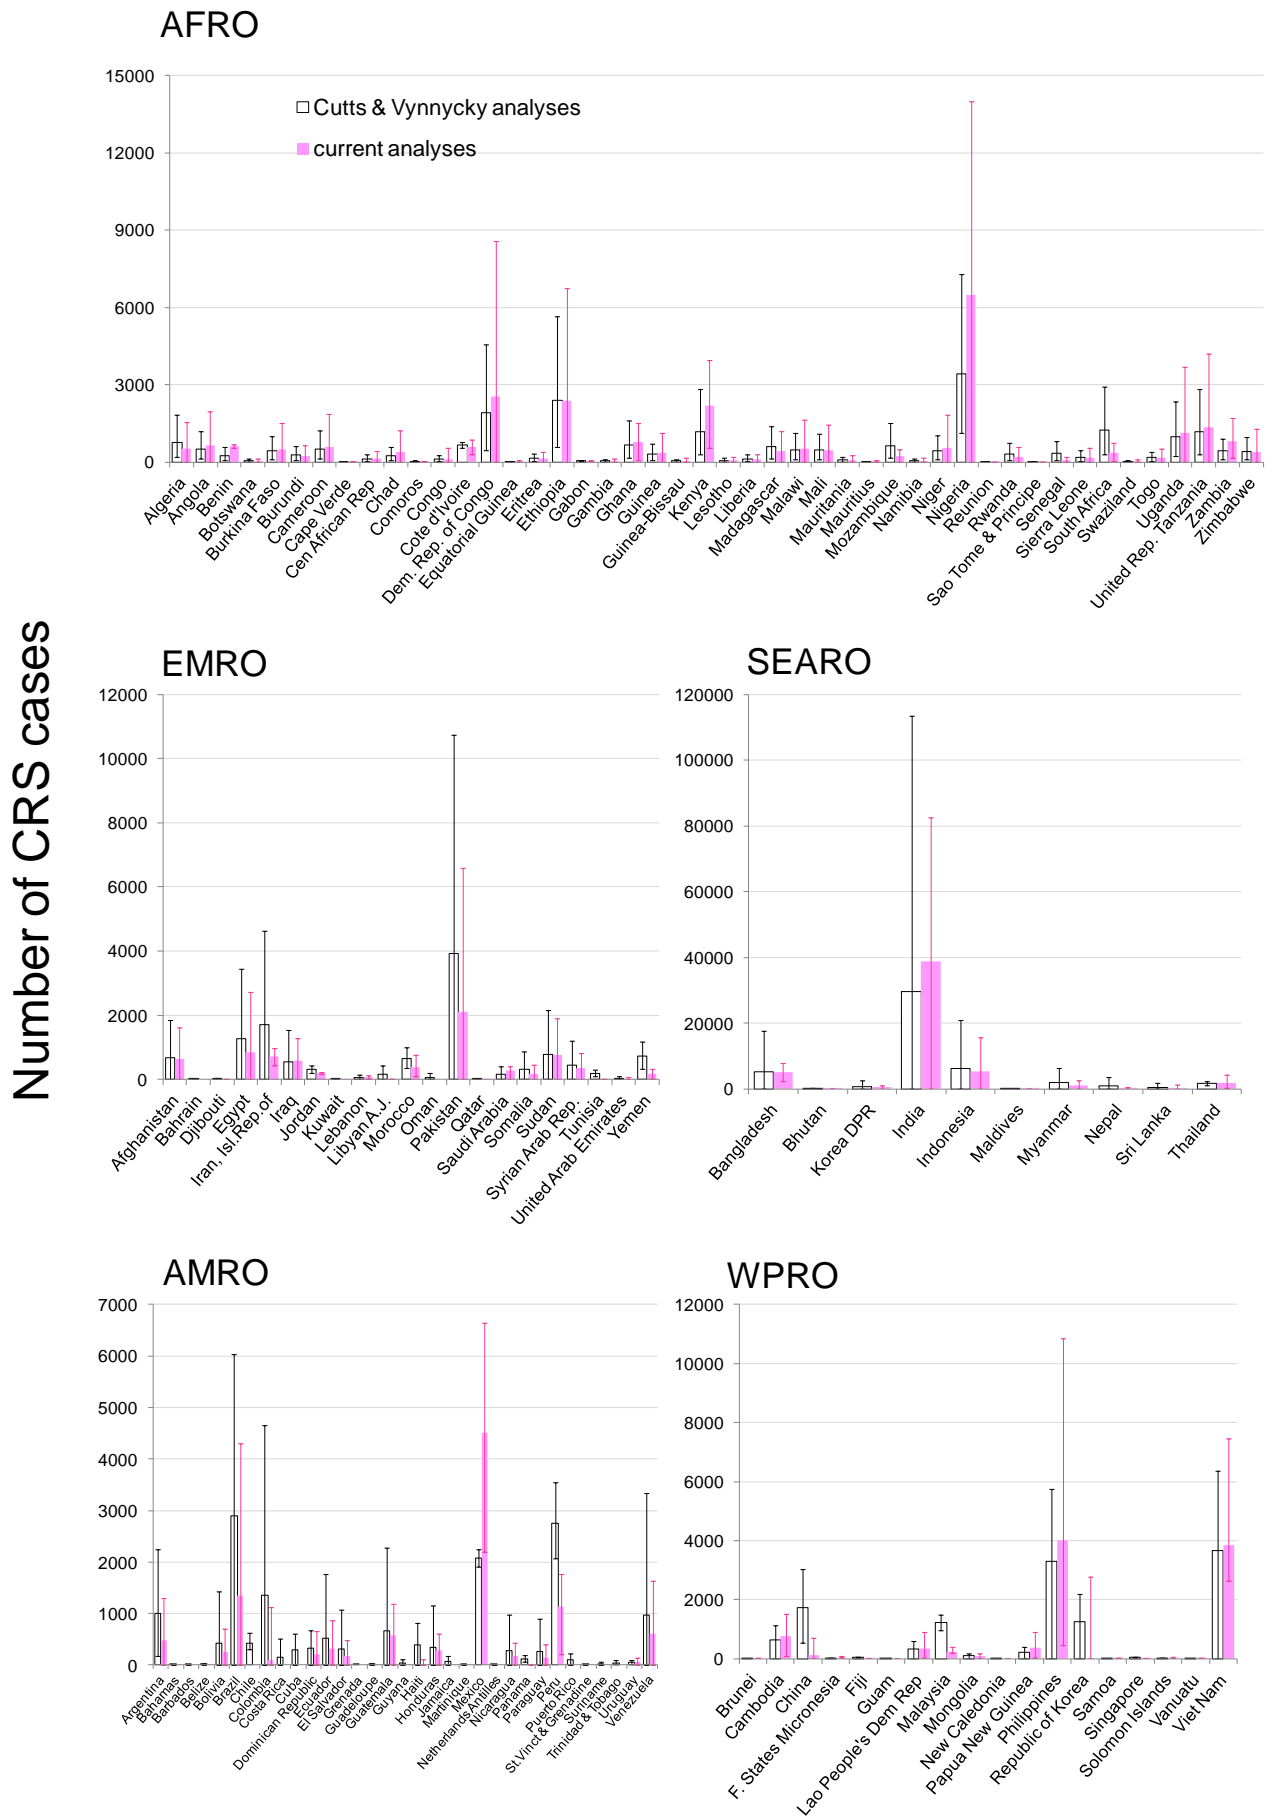 AFRO
15000
12000
9000
6000
3000
0
Cutts & Vynnycky analyses
current analyses
Algeria
Angola
Benin
Botswana
Burkina Faso
Burundi
Cameroon
Cape Verde
Cen African Rep
Chad
Comoros
Congo
Cote d'Ivoire
Dem. Rep. of Congo
Equatorial Guinea
Eritrea
Ethiopia
Gabon
Gambia
Ghana
Guinea
Guinea-Bissau
Kenya
Lesotho
Liberia
Madagascar
Malawi
Mali
Mauritania
Mauritius
Mozambique
Namibia
Niger
Nigeria
Reunion
Rwanda
Sao Tome & Principe
Senegal
Sierra Leone
South Africa
Swaziland
Togo
Uganda
United Rep. Tanzania
Zambia
Zimbabwe
Number of CRS cases
EMRO
12000
10000
8000
6000
4000
2000
0
Afghanistan
Bahrain
Djibouti
Egypt
Iran, Isl.Rep.of
Iraq
Jordan
Kuwait
Lebanon
Libyan A.J.
Morocco
Oman
Pakistan
Qatar
Saudi Arabia
Somalia
Sudan
Syrian Arab Rep.
Tunisia
United Arab Emirates
Yemen
SEARO
120000
100000
80000
60000
40000
20000
0
Bangladesh
Bhutan
Korea DPR
India
Indonesia
Maldives
Myanmar
Nepal
Sri Lanka
Thailand
AMRO
7000
6000
5000
4000
3000
2000
1000
0
Argentina
Bahamas
Barbados
Belize
Bolivia
Brazil
Chile
Colombia
Costa Rica
Cuba
Dominican Republic
Ecuador
El Salvador
Grenada
Guadeloupe
Guatemala
Guyana
Haiti
Honduras
Jamaica
Martinique
Mexico
Netherlands Antilles
Nicaragua
Panama
Paraguay
Peru
Puerto Rico
St.Vinct & Grenadine
Suriname
Trinidad & Tobago
Uruguay
Venezuela
WPRO
12000
10000
8000
6000
4000
2000
0
Brunei
Cambodia
China
F. States Micronesia
Fiji
Guam
Lao People's Dem Rep
Malaysia
Mongolia
New Caledonia
Papua New Guinea
Philippines
Republic of Korea
Samoa
Singapore
Solomon Islands
Vanuatu
Viet Nam